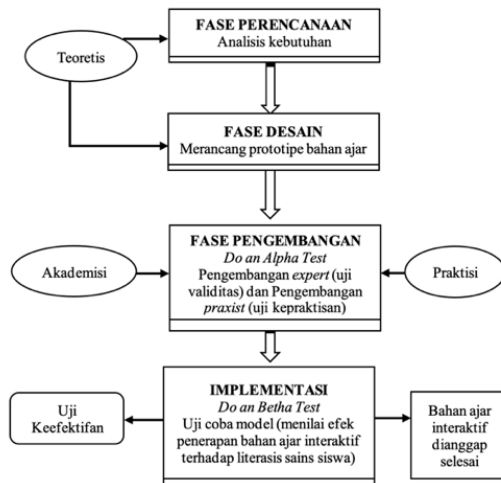 FASE PERENCANAAN
Analisis kebutuhan
Teoretis
FASE DESAIN
Merancang prototipe bahan ajar
FASE PENGEMBANGAN
Do an Alpha Test
Pengembangan expert (uji
validitas) dan Pengembangan
praxist (uji kepraktisan)
Akademisi
Praktisi
IMPLEMENTASI
Do an Betha Test
Uji coba model (menilai efek
penerapan bahan ajar interaktif
terhadap literasis sains siswa)
Uji
Keefektifan
Bahan ajar
interaktif
dianggap
selesai